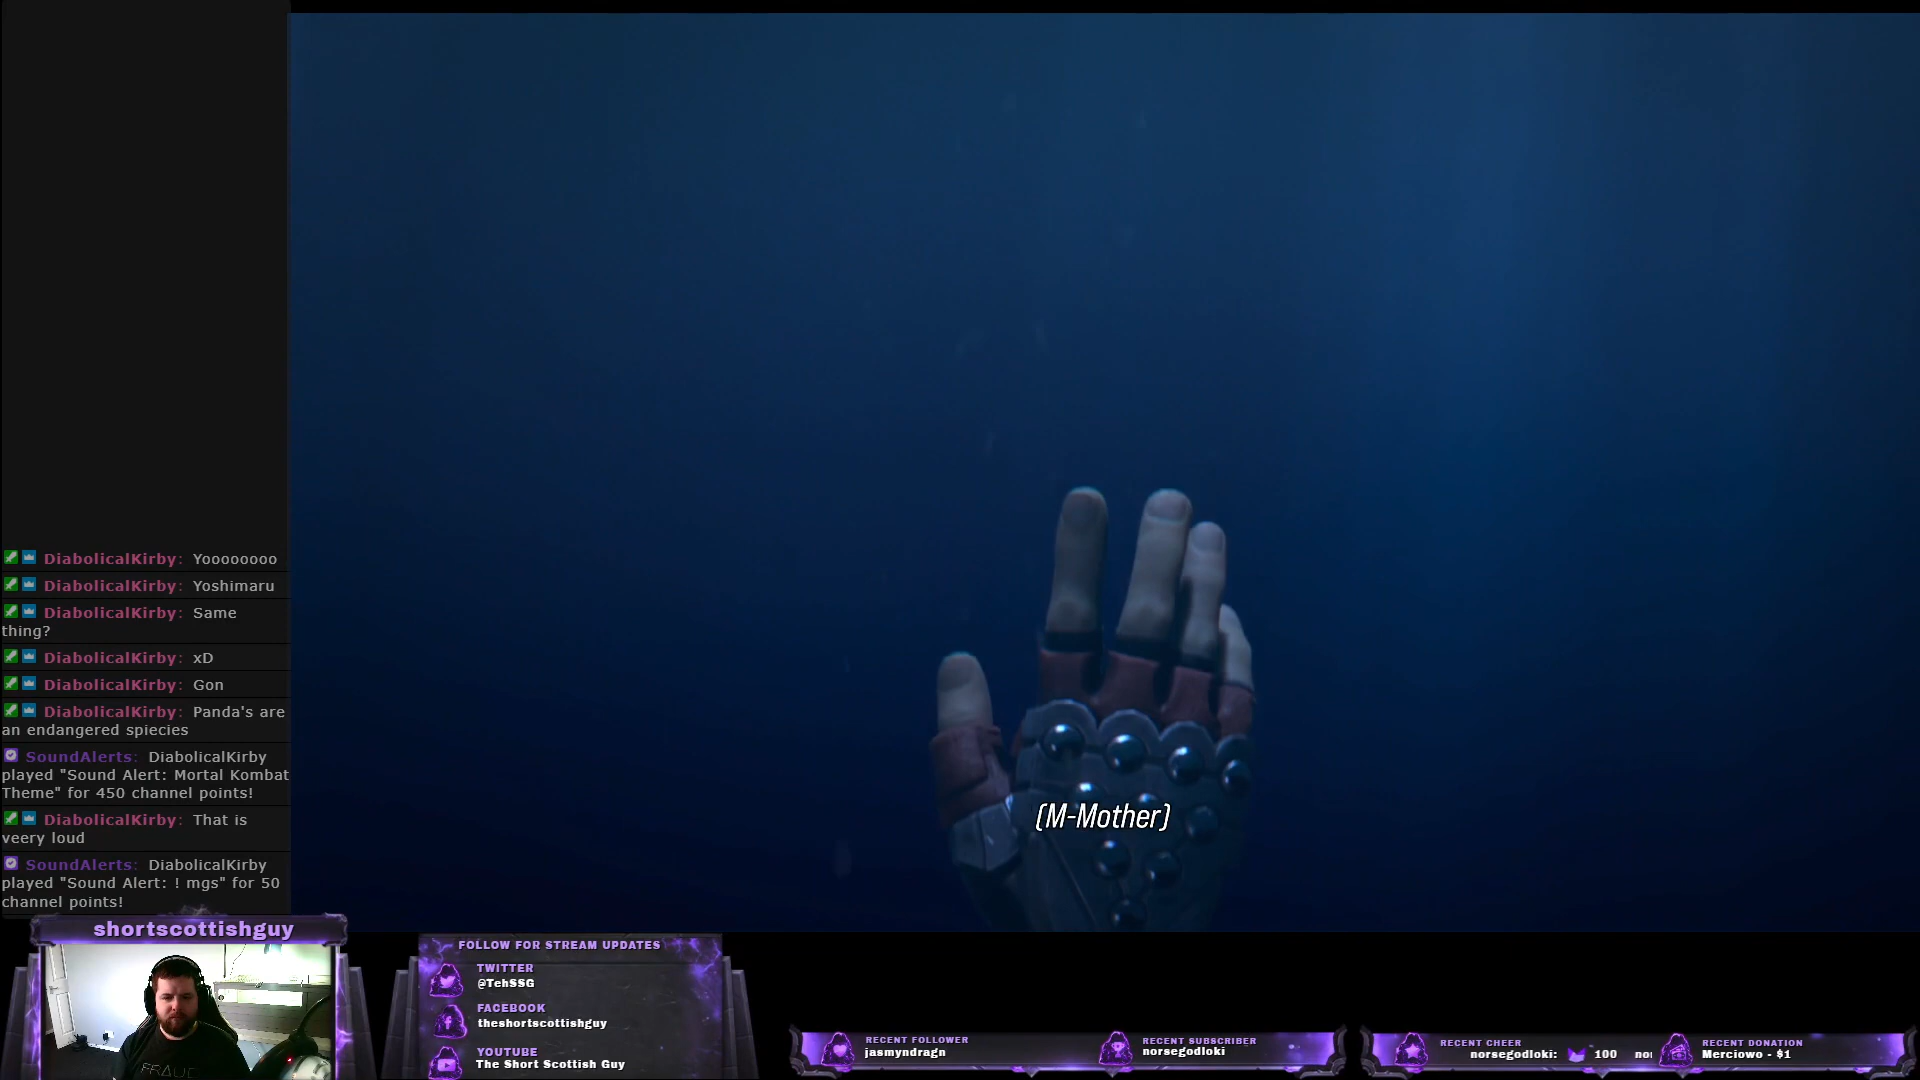 DiabolicalKirby: Yoooooooo
DiabolicalKirby: Yoshimaru
DiabolicalKirby: Same
thing?
DiabolicalKirby: xD
DiabolicalKirby: Gon
DiabolicalKirby: Panda's are
an endangered spiecies
SoundAlerts: DiabolicalKirby
played "Sound Alert: Mortal Kombat
Theme" for 450 channel points!
DiabolicalKirby: That is
veery loud
SoundAlerts: DiabolicalKirby
played "Sound Alert: ! mgs" for 50
channel points!
(M-Mother)
shortscottishguy
FRAUD
FOLLOW FOR STREAM UPDATES
TWITTER
@TehSSG
FACEBOOK
theshortscottishguy
YOUTUBE
The Short Scottish Guy
RECENT FOLLOWER
jasmyndragn
RECENT SUBSCRIBER
norsegodloki
RECENT CHEER
norsegodloki: 100
RECENT DONATION
Merciowo - $1